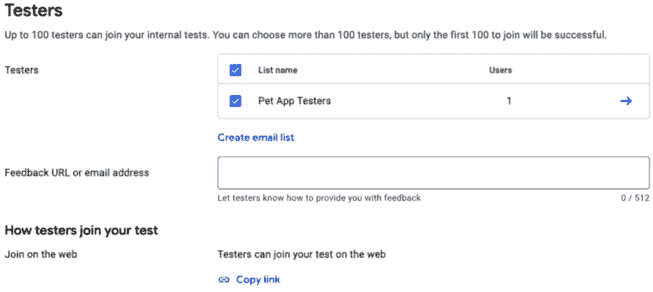 Testers
Up to 100 testers can join your internal tests. You can choose more than 100 testers, but only the first 100 to join will be successful.
Testers
List name Users
Pet App Testers 1
Create email list
Feedback URL or email address
Let testers know how to provide you with feedback 0 / 512
How testers join your test
Join on the web Testers can join your test on the web
Copy link